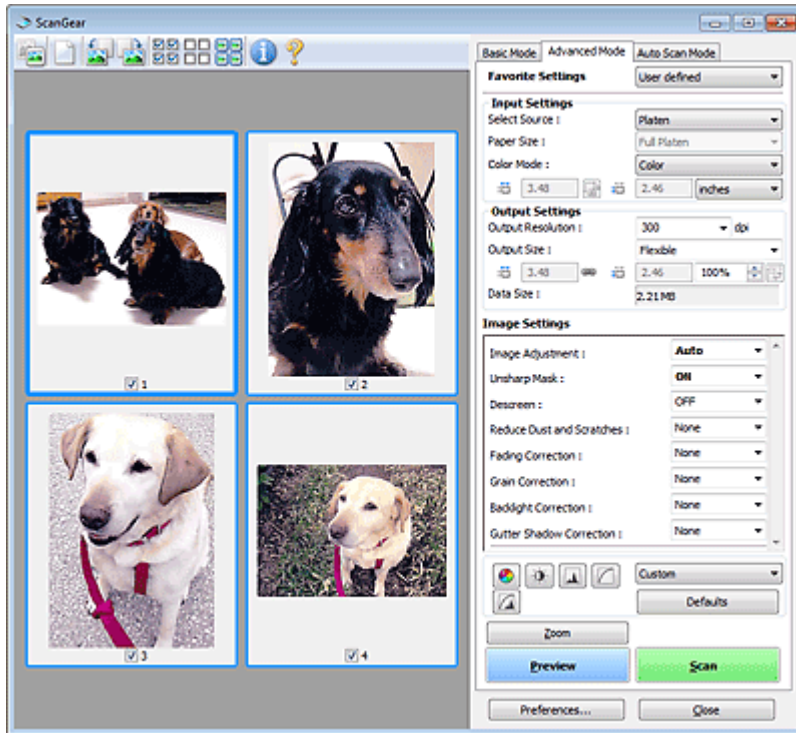 ScanGear
Basic Mode Advanced Mode Auto Scan Mode
Favorite Settings User defined
Input Settings
Select Source : Platen
Paper Size : Full Platen
Color Mode : Color
3.48 2.46 inches
Output Settings
Output Resolution : 300 dpi
Output Size : Flexible
3.48 2.46 100%
Data Size : 2.21 MB
Image Settings
Image Adjustment : Auto
Unsharp Mask : ON
Descreen : OFF
Reduce Dust and Scratches : None
Fading Correction : None
Grain Correction : None
Backlight Correction : None
Gutter Shadow Correction : None
Custom
Defaults
Zoom
Preview Scan
Preferences... Close
1
2
3
4